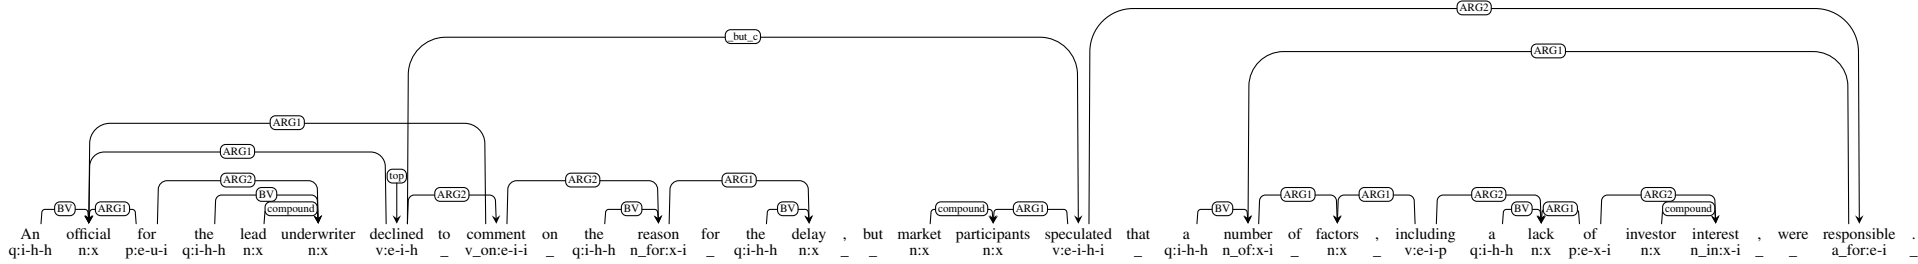 ARG2
_but_c
ARG1
ARG1
ARG1
top
ARG2 ARG2 ARG1
BV ARG2 ARG1 ARG1 ARG2 ARG2
BV ARG1 compound BV BV compound ARG1 BV BV ARG1 compound
An official for the lead underwriter declined to comment on the reason for the delay , but market participants speculated that a number of factors , including a lack of investor interest , were responsible .
q:i-h-h n:x p:e-u-i q:i-h-h n:x n:x v:e-i-h _ v_on:e-i-i _ q:i-h-h n_for:x-i _ q:i-h-h n:x _ _ n:x n:x v:e-i-h-i _ q:i-h-h n_of:x-i _ n:x _ v:e-i-p q:i-h-h n:x p:e-x-i n:x n_in:x-i _ _ a_for:e-i _